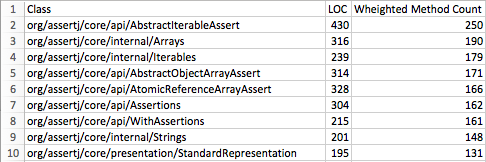 1 Class LOC Wheighted Method Count
2 org/assertj/core/api/AbstractIterableAssert 430 250
3 org/assertj/core/internal/Arrays 316 190
4 org/assertj/core/internal/Iterables 239 179
5 org/assertj/core/api/AbstractObjectArrayAssert 314 171
6 org/assertj/core/api/AtomicReferenceArrayAssert 328 166
7 org/assertj/core/api/Assertions 304 162
8 org/assertj/core/api/WithAssertions 215 161
9 org/assertj/core/internal/Strings 201 148
10 org/assertj/core/presentation/StandardRepresentation 195 131